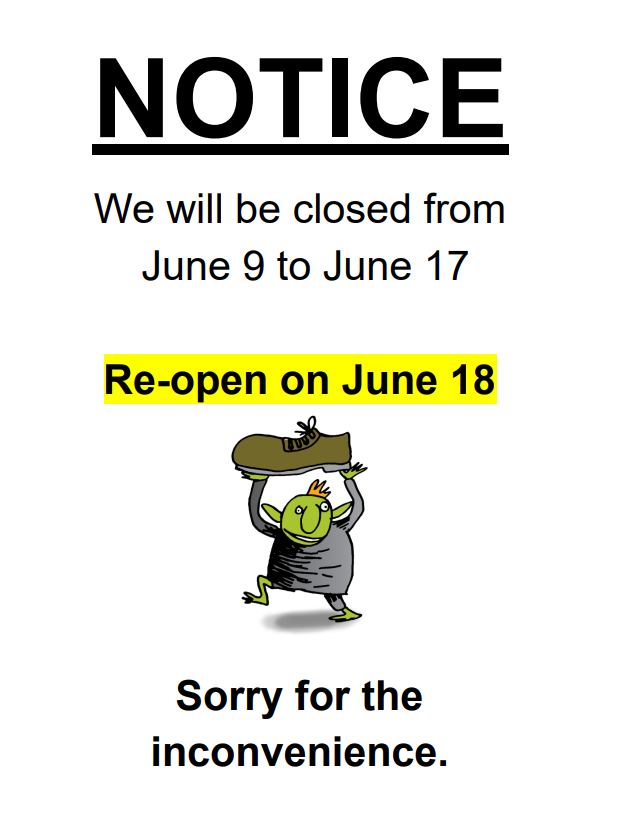 NOTICE
We will be closed from
June 9 to June 17
Re-open on June 18
Sorry for the
inconvenience.